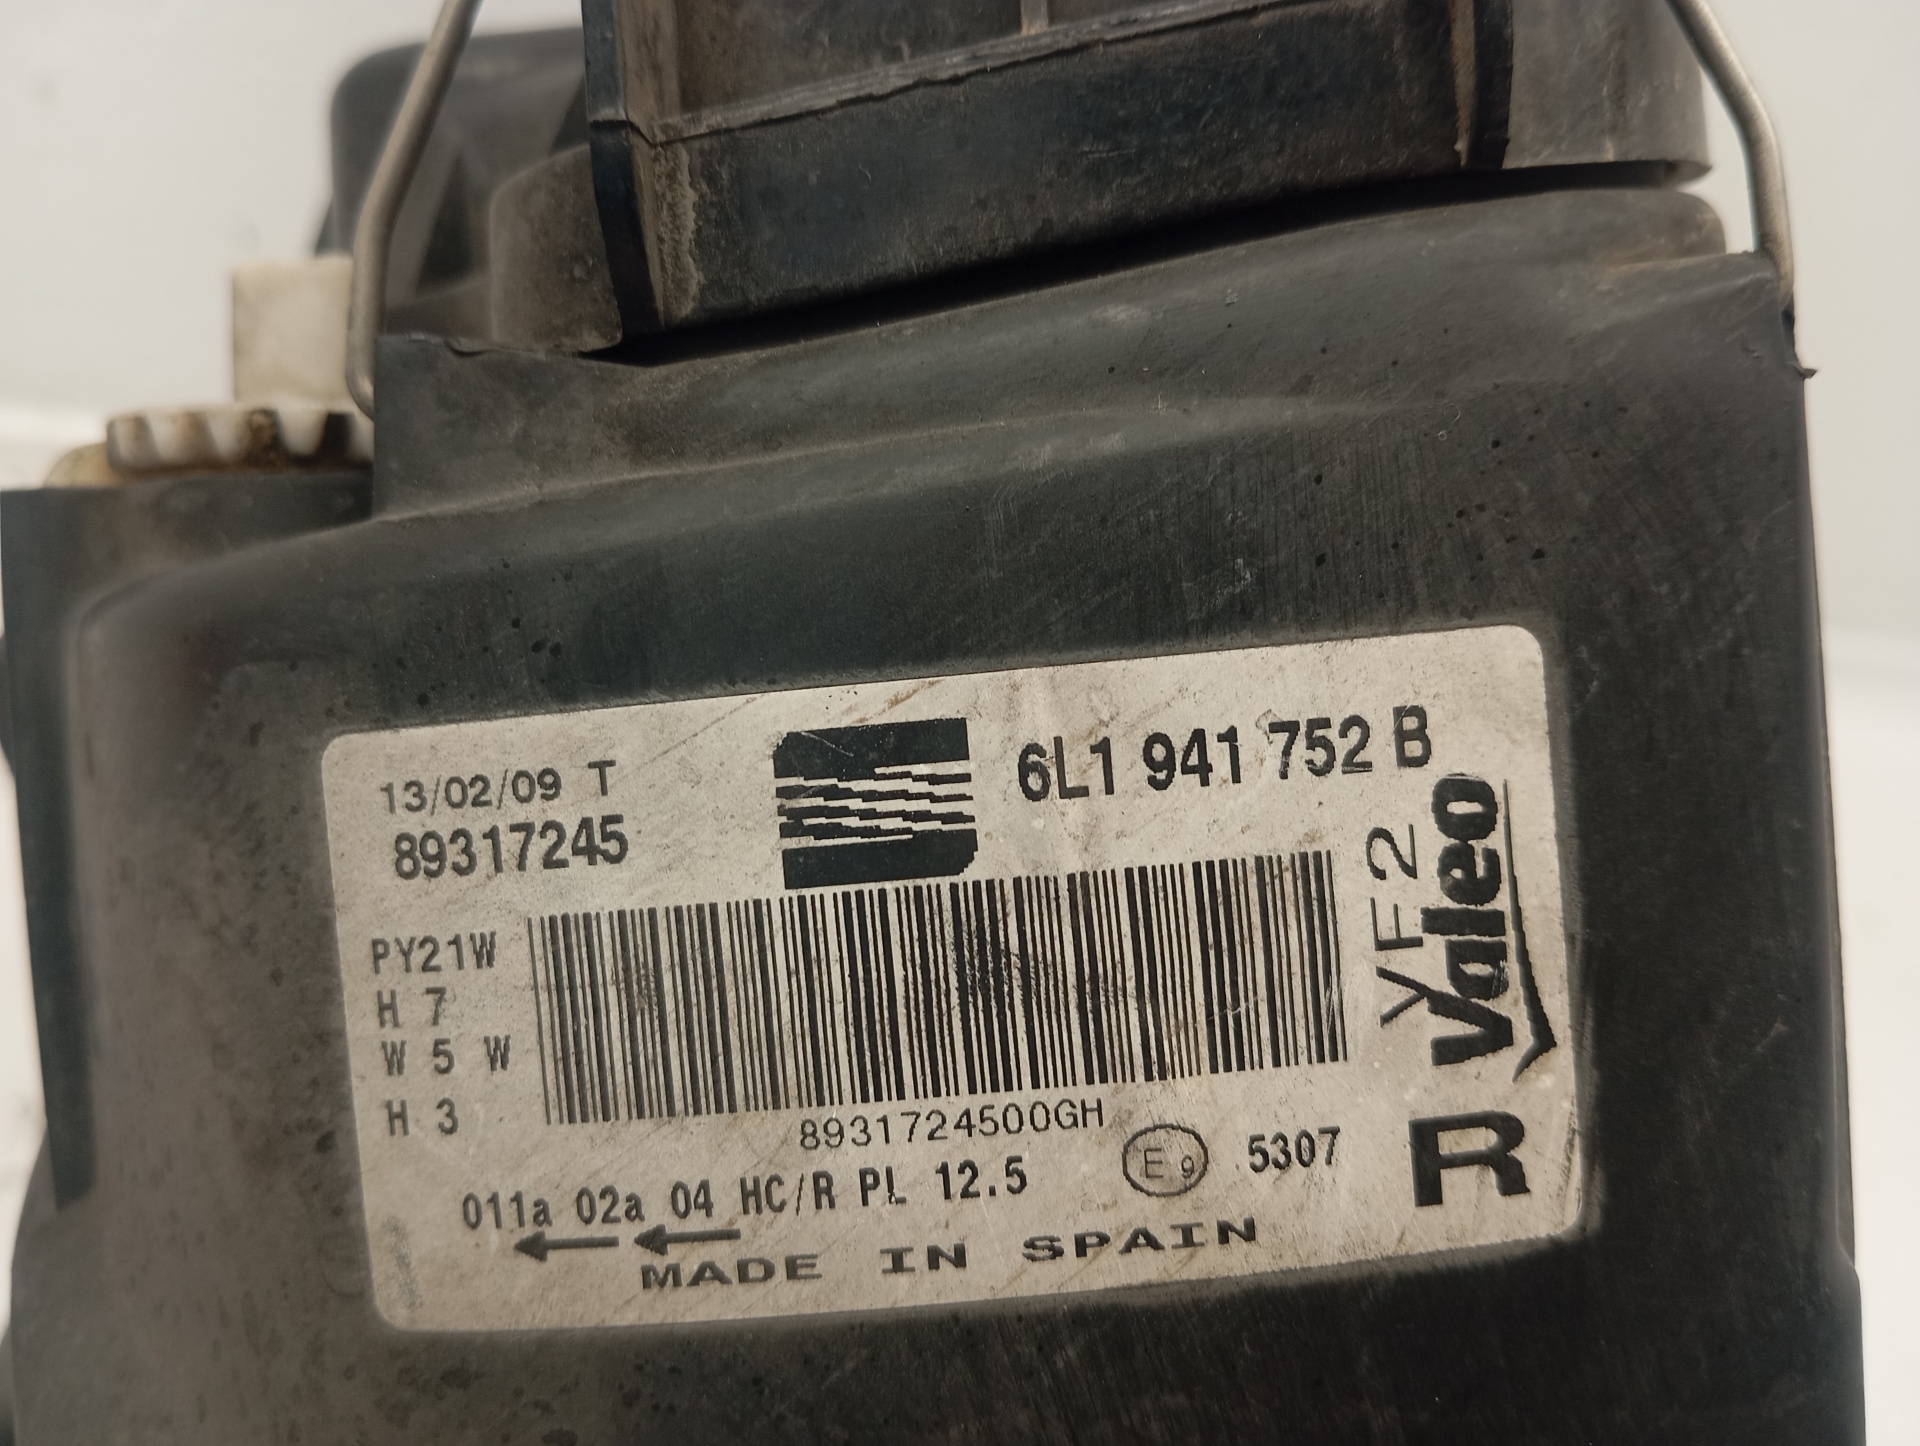 13/02/09 T
89317245
6L1 941 752 B
PY21W
H 7
W 5 W
H 3
VF2
Valeo
8931724500GH
011a 02a 04 HC/R PL 12.5
E9
5307
R
MADE IN SPAIN